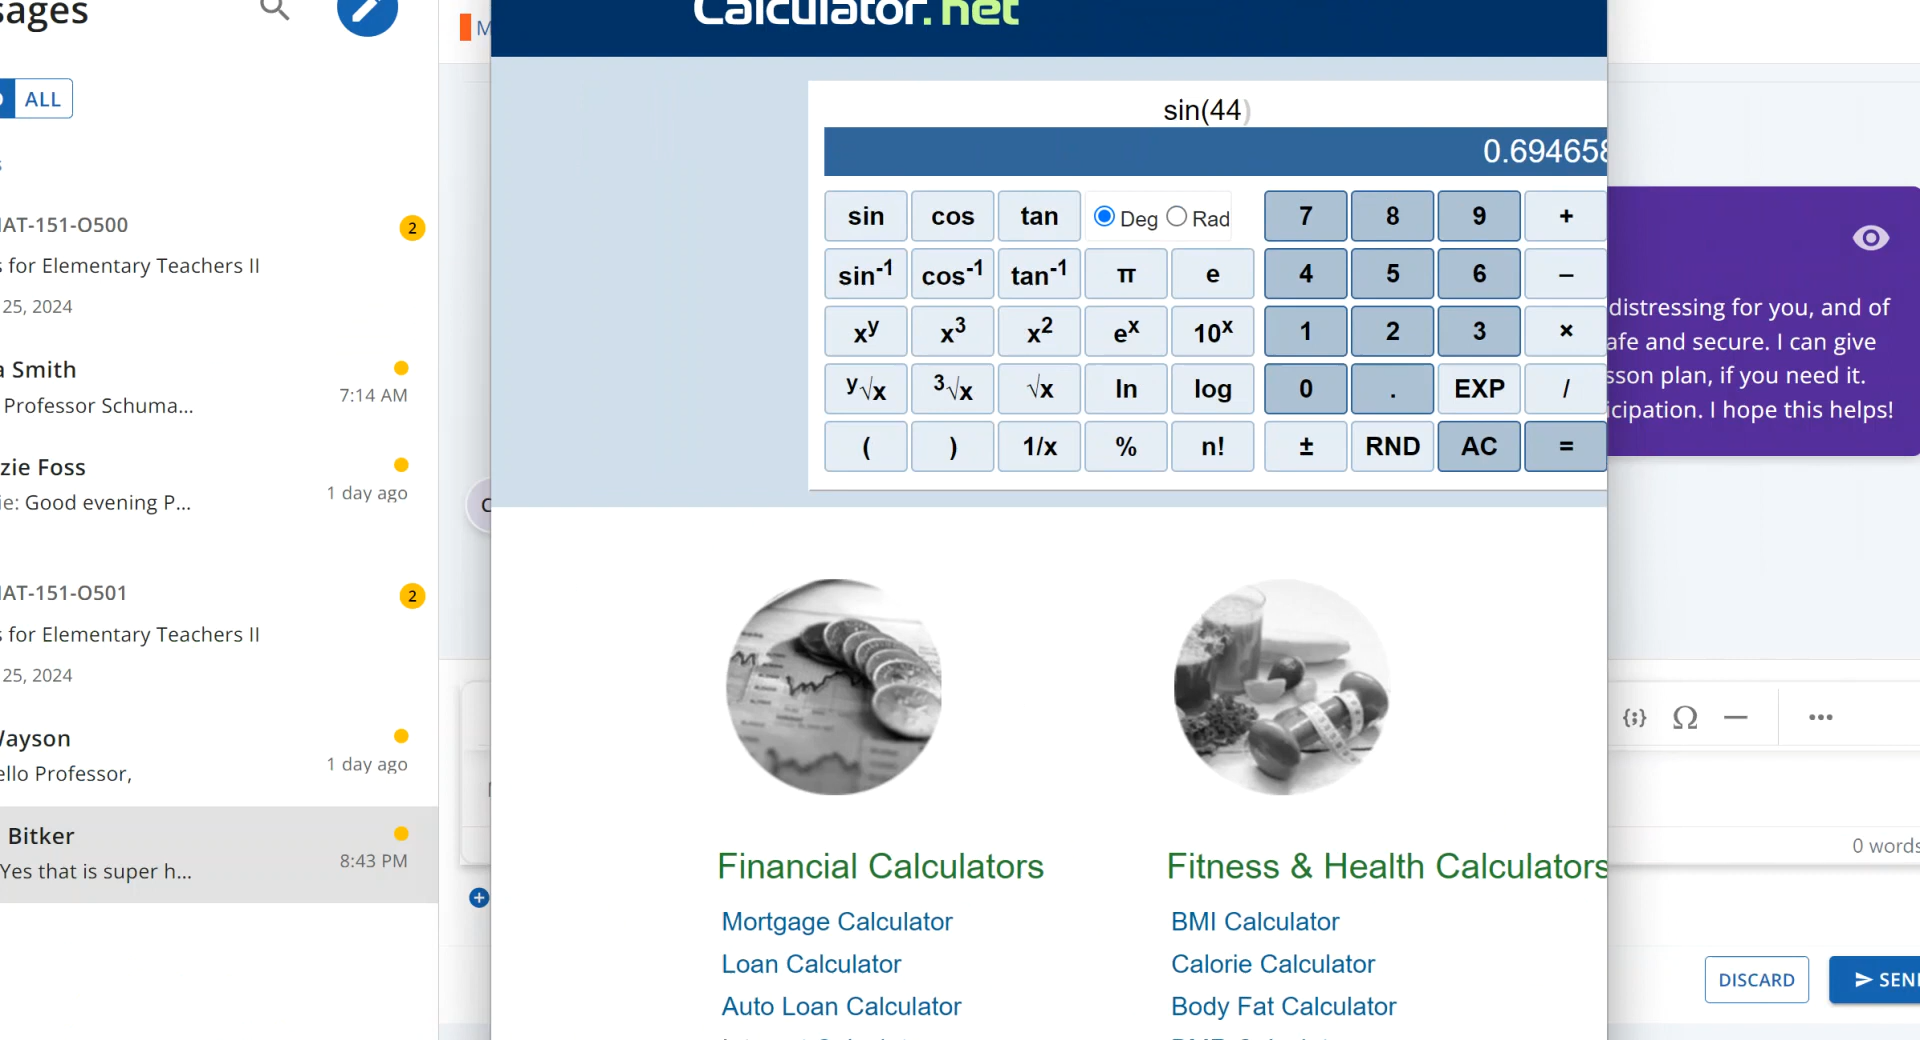 sages
ALL
AT-151-O500
2
s for Elementary Teachers II
25, 2024
a Smith
7:14 AM
Professor Schuma...
zie Foss
1 day ago
ie: Good evening P...
AT-151-O501
2
s for Elementary Teachers II
25, 2024
Wayson
1 day ago
ello Professor,
Bitker
8:43 PM
Yes that is super h...
M
Calculator.net
sin(44)
0.694658
sin cos tan Deg Rad 7 8 9 +
sin-1 cos-1 tan-1 π e 4 5 6 –
xy x3 x2 ex 10x 1 2 3 ×
y√x 3√x √x ln log 0 . EXP /
( ) 1/x % n! ± RND AC =
Financial Calculators
Mortgage Calculator
Loan Calculator
Auto Loan Calculator
Fitness & Health Calculators
BMI Calculator
Calorie Calculator
Body Fat Calculator
distressing for you, and of
afe and secure. I can give
sson plan, if you need it.
icipation. I hope this helps!
{;} Ω — ...
0 words
DISCARD
SEN